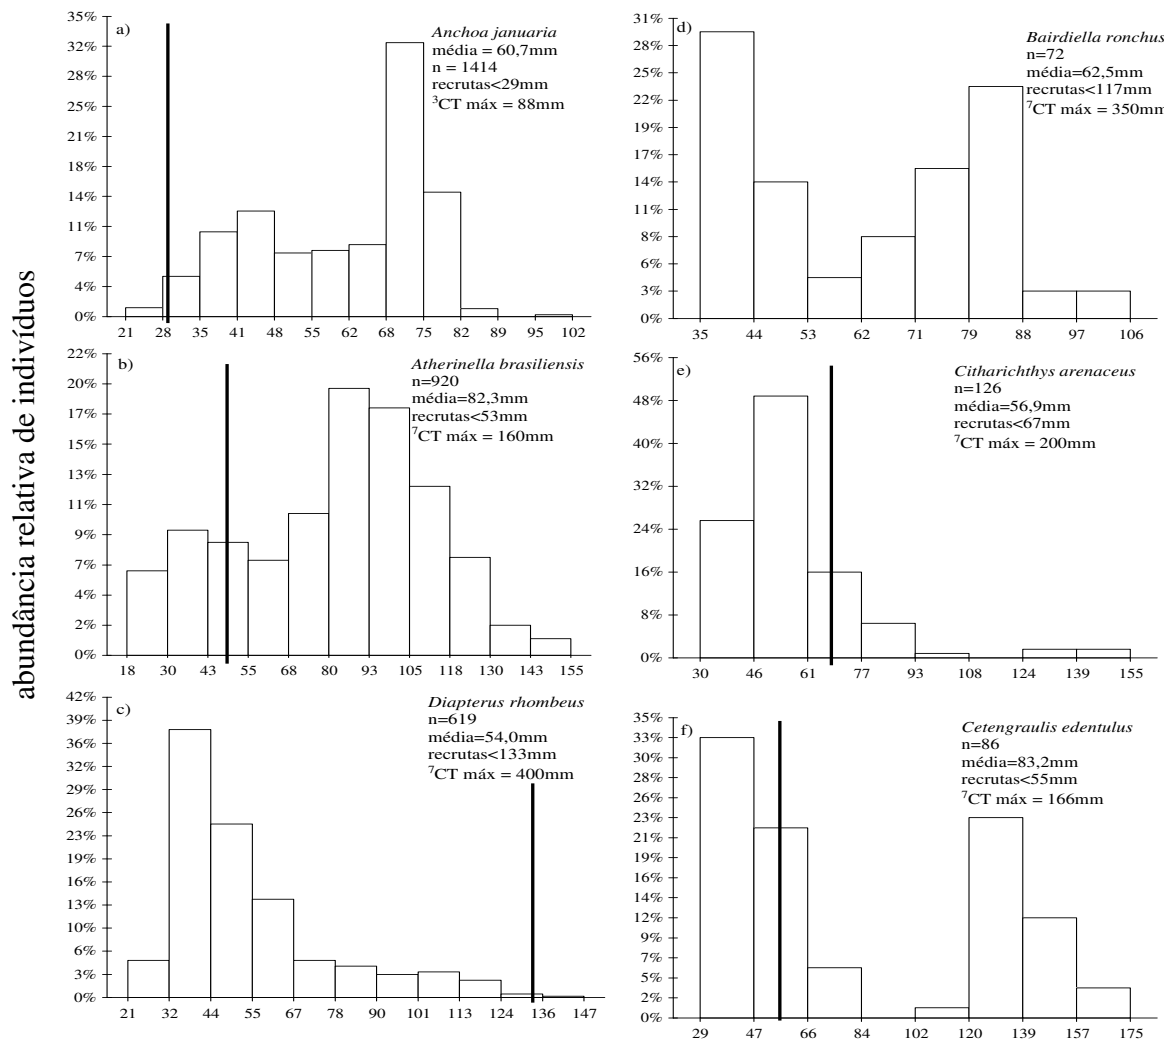 abundância relativa de indivíduos
a)
Anchoa januaria
média = 60,7mm
n = 1414
recrutas<29mm
³CT máx = 88mm
35%
32%
28%
25%
21%
18%
14%
11%
7%
4%
0%
21 28 35 41 48 55 62 68 75 82 89 95 102
b)
Atherinella brasiliensis
n=920
média=82,3mm
recrutas<53mm
⁷CT máx = 160mm
22%
20%
17%
15%
13%
11%
9%
7%
4%
2%
0%
18 30 43 55 68 80 93 105 118 130 143 155
c)
Diapterus rhombeus
n=619
média=54,0mm
recrutas<133mm
⁷CT máx = 400mm
42%
39%
36%
32%
29%
26%
23%
19%
16%
13%
10%
6%
3%
0%
21 32 44 55 67 78 90 101 113 124 136 147
d)
Bairdiella ronchus
n=72
média=62,5mm
recrutas<117mm
⁷CT máx = 350mm
31%
28%
25%
22%
19%
17%
14%
11%
8%
6%
3%
0%
35 44 53 62 71 79 88 97 106
e)
Citharichthys arenaceus
n=126
média=56,9mm
recrutas<67mm
⁷CT máx = 200mm
56%
48%
40%
32%
24%
16%
8%
0%
30 46 61 77 93 108 124 139 155
f)
Cetengraulis edentulus
n=86
média=83,2mm
recrutas<55mm
⁷CT máx = 166mm
35%
33%
30%
28%
26%
23%
21%
19%
16%
14%
12%
9%
7%
5%
2%
0%
29 47 66 84 102 120 139 157 175